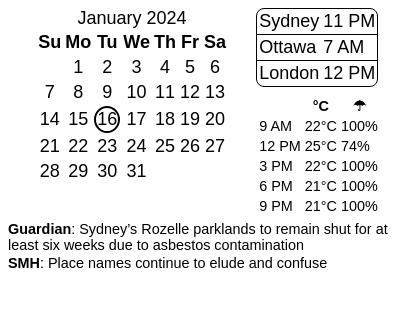 January 2024
Su Mo Tu We Th Fr Sa
1 2 3 4 5 6
7 8 9 10 11 12 13
14 15 16 17 18 19 20
21 22 23 24 25 26 27
28 29 30 31
Sydney 11 PM
Ottawa 7 AM
London 12 PM
°C ☂
9 AM 22°C 100%
12 PM 25°C 74%
3 PM 22°C 100%
6 PM 21°C 100%
9 PM 21°C 100%
Guardian: Sydney’s Rozelle parklands to remain shut for at
least six weeks due to asbestos contamination
SMH: Place names continue to elude and confuse